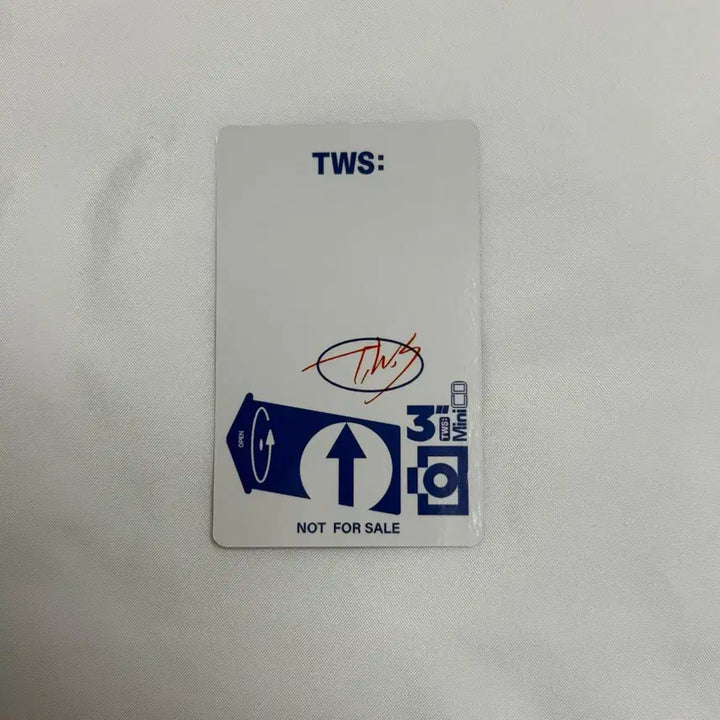 TWS:
T,W,S
OPEN
3"
TWS:
MiniCD
NOT FOR SALE